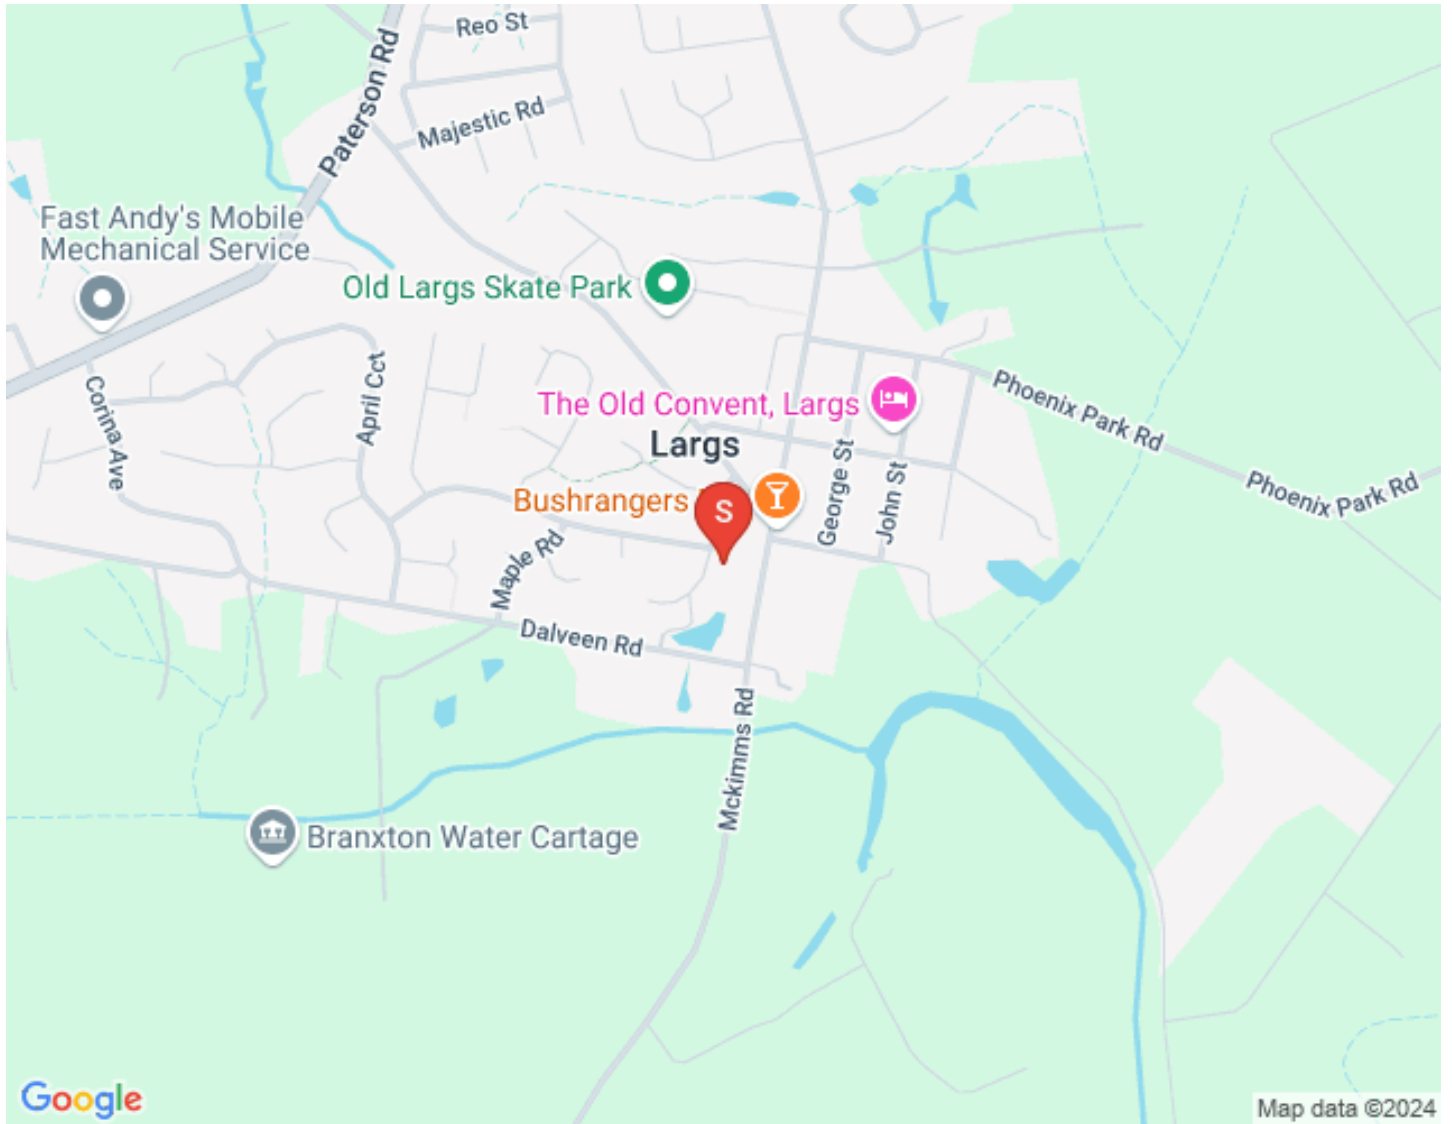 Reo St
Paterson Rd
Majestic Rd
Fast Andy's Mobile
Mechanical Service
Old Largs Skate Park
April Cct
Corina Ave
The Old Convent, Largs
Phoenix Park Rd
Largs
George St
John St
Phoenix Park Rd
Bushrangers
S
Maple Rd
Dalveen Rd
Mckimms Rd
Branxton Water Cartage
Google
Map data ©2024